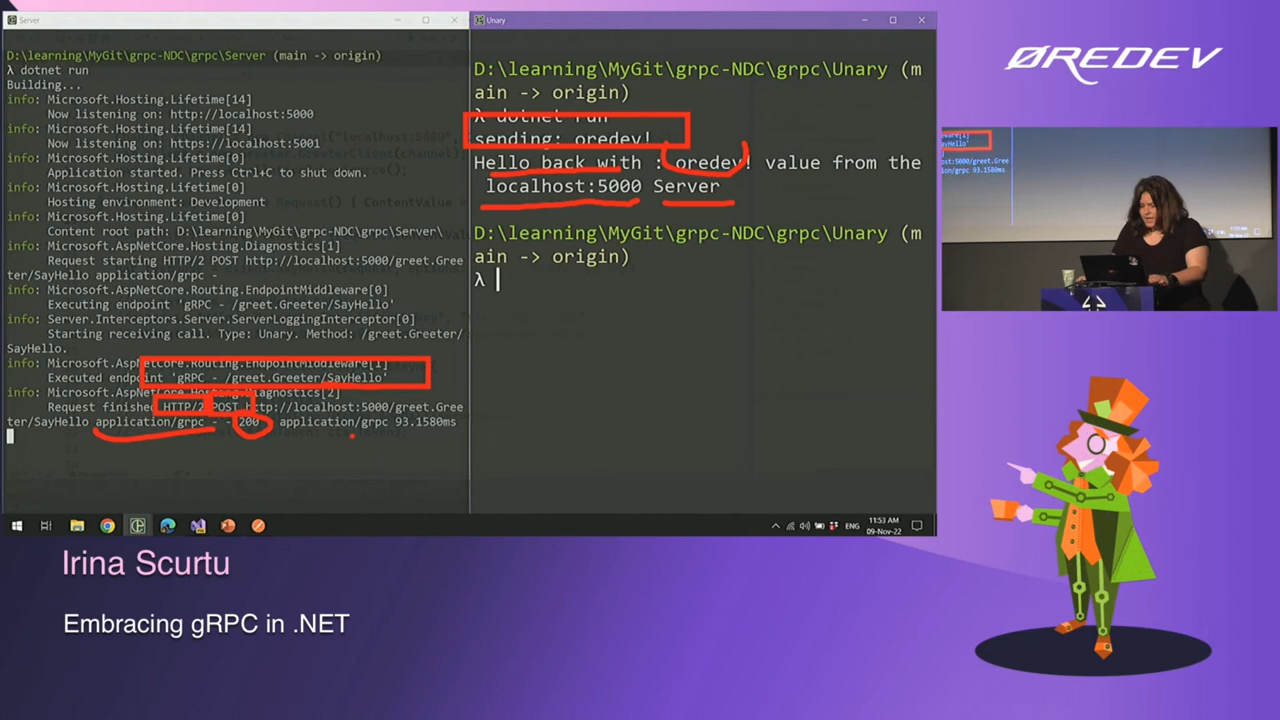 Server
D:\learning\MyGit\grpc-NDC\grpc\Server (main -> origin)
λ dotnet run
Building...
info: Microsoft.Hosting.Lifetime[14]
Now listening on: http://localhost:5000
info: Microsoft.Hosting.Lifetime[14]
Now listening on: https://localhost:5001
info: Microsoft.Hosting.Lifetime[0]
Application started. Press Ctrl+C to shut down.
info: Microsoft.Hosting.Lifetime[0]
Hosting environment: Development
info: Microsoft.Hosting.Lifetime[0]
Content root path: D:\learning\MyGit\grpc-NDC\grpc\Server\
info: Microsoft.AspNetCore.Hosting.Diagnostics[1]
Request starting HTTP/2 POST http://localhost:5000/greet.Gree
ter/SayHello application/grpc -
info: Microsoft.AspNetCore.Routing.EndpointMiddleware[0]
Executing endpoint 'gRPC - /greet.Greeter/SayHello'
info: Server.Interceptors.Server.ServerLoggingInterceptor[0]
Starting receiving call. Type: Unary. Method: /greet.Greeter/
SayHello.
info: Microsoft.AspNetCore.Routing.EndpointMiddleware[1]
Executed endpoint 'gRPC - /greet.Greeter/SayHello'
info: Microsoft.AspNetCore.Hosting.Diagnostics[2]
Request finished HTTP/2 POST http://localhost:5000/greet.Gree
ter/SayHello application/grpc - - 200 application/grpc 93.1580ms
Unary
D:\learning\MyGit\grpc-NDC\grpc\Unary (m
ain -> origin)
λ dotnet run
sending: oredev!
Hello back with : oredev! value from the
localhost:5000 Server
D:\learning\MyGit\grpc-NDC\grpc\Unary (m
ain -> origin)
λ
ENG
11:53 AM
09-Nov-22
ØREDEV
ayHello'
host:5000/greet.Gree
on/grpc 93.1580ms
Irina Scurtu
Embracing gRPC in .NET